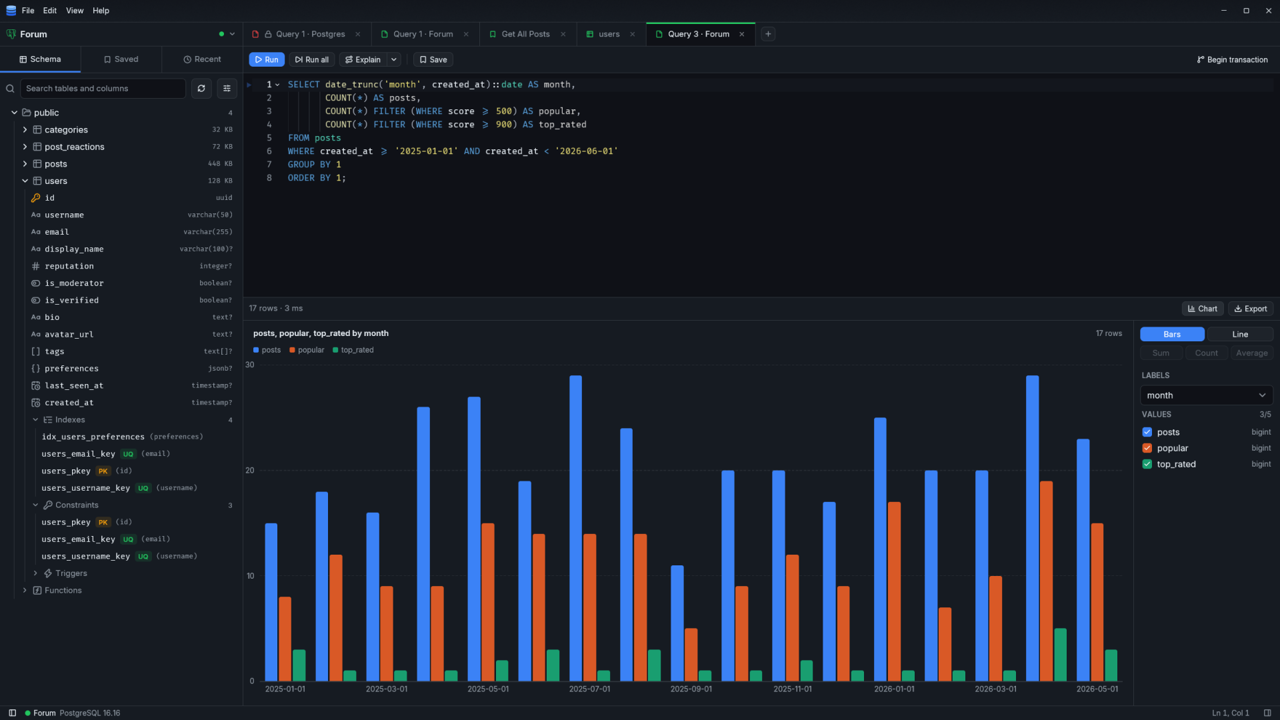 File Edit View Help
Forum
Query 1 · Postgres
Query 1 · Forum
Get All Posts
users
Query 3 · Forum
Schema
Saved
Recent
Run
Run all
Explain
Save
Begin transaction
Search tables and columns
public 4
categories 32 KB
post_reactions 72 KB
posts 448 KB
users 128 KB
id uuid
Aa username varchar(50)
Aa email varchar(255)
Aa display_name varchar(100)?
# reputation integer?
is_moderator boolean?
is_verified boolean?
Aa bio text?
Aa avatar_url text?
[] tags text[]?
{} preferences jsonb?
last_seen_at timestamp?
created_at timestamp?
Indexes 4
idx_users_preferences (preferences)
users_email_key UQ (email)
users_pkey PK (id)
users_username_key UQ (username)
Constraints 3
users_pkey PK (id)
users_email_key UQ (email)
users_username_key UQ (username)
Triggers
Functions
1 SELECT date_trunc('month', created_at)::date AS month,
2 COUNT(*) AS posts,
3 COUNT(*) FILTER (WHERE score ≥ 500) AS popular,
4 COUNT(*) FILTER (WHERE score ≥ 900) AS top_rated
5 FROM posts
6 WHERE created_at ≥ '2025-01-01' AND created_at < '2026-06-01'
7 GROUP BY 1
8 ORDER BY 1;
17 rows · 3 ms
Chart
Export
posts, popular, top_rated by month
17 rows
posts popular top_rated
30
20
10
0
2025-01-01 2025-03-01 2025-05-01 2025-07-01 2025-09-01 2025-11-01 2026-01-01 2026-03-01 2026-05-01
Bars Line
Sum Count Average
LABELS
month
VALUES 3/5
posts bigint
popular bigint
top_rated bigint
Forum PostgreSQL 16.16
Ln 1, Col 1